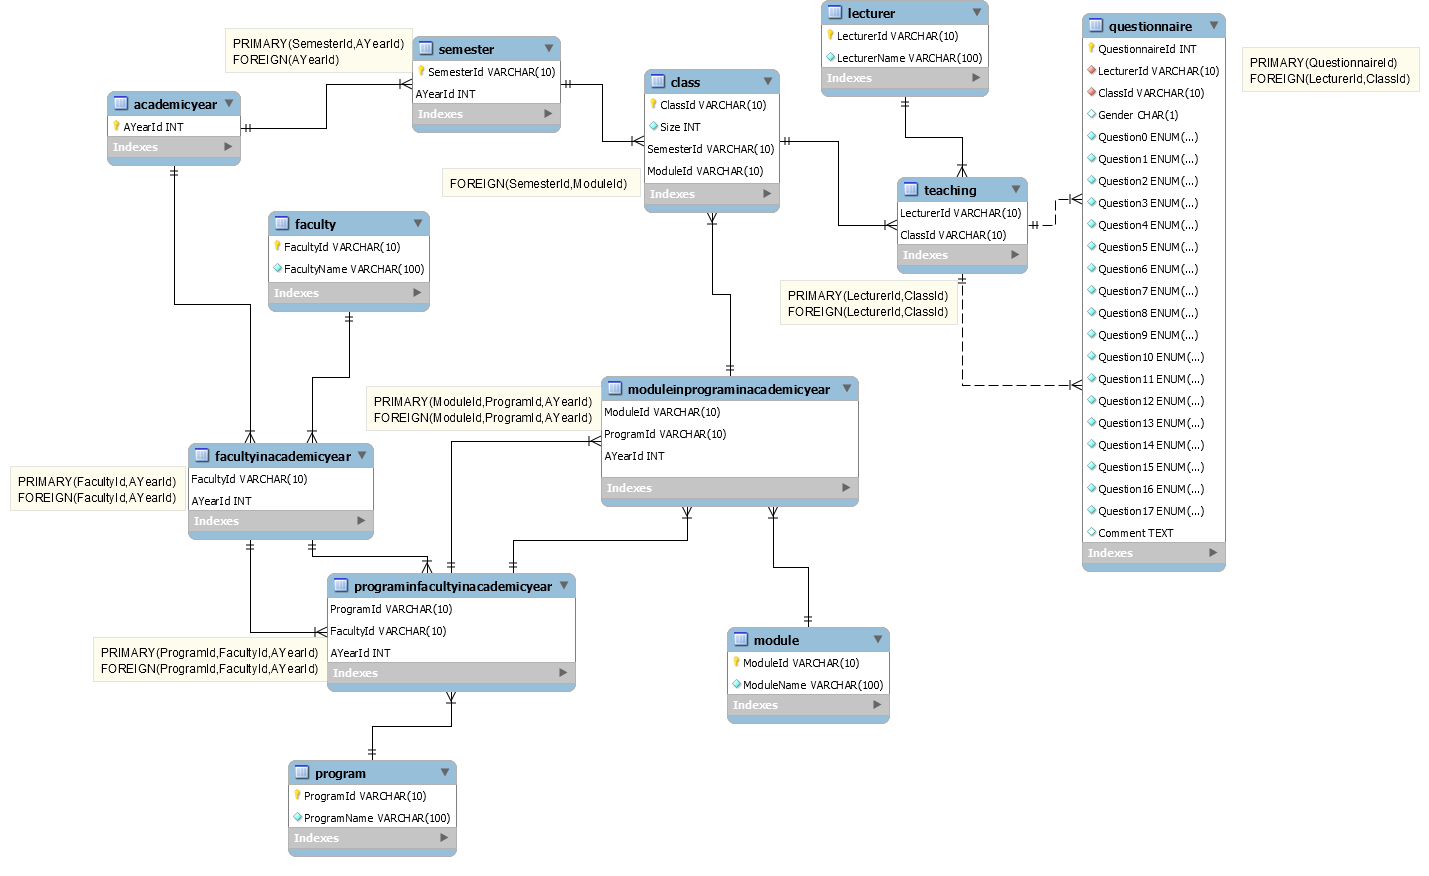 academicyear
AYearId INT
Indexes
PRIMARY(SemesterId,AYearId)
FOREIGN(AYearId)
semester
SemesterId VARCHAR(10)
AYearId INT
Indexes
class
ClassId VARCHAR(10)
Size INT
SemesterId VARCHAR(10)
ModuleId VARCHAR(10)
Indexes
FOREIGN(SemesterId,ModuleId)
lecturer
LecturerId VARCHAR(10)
LecturerName VARCHAR(100)
Indexes
teaching
LecturerId VARCHAR(10)
ClassId VARCHAR(10)
Indexes
PRIMARY(LecturerId,ClassId)
FOREIGN(LecturerId,ClassId)
questionnaire
QuestionnaireId INT
LecturerId VARCHAR(10)
ClassId VARCHAR(10)
Gender CHAR(1)
Question0 ENUM(...)
Question1 ENUM(...)
Question2 ENUM(...)
Question3 ENUM(...)
Question4 ENUM(...)
Question5 ENUM(...)
Question6 ENUM(...)
Question7 ENUM(...)
Question8 ENUM(...)
Question9 ENUM(...)
Question10 ENUM(...)
Question11 ENUM(...)
Question12 ENUM(...)
Question13 ENUM(...)
Question14 ENUM(...)
Question15 ENUM(...)
Question16 ENUM(...)
Question17 ENUM(...)
Comment TEXT
Indexes
PRIMARY(QuestionnaireId)
FOREIGN(LecturerId,ClassId)
faculty
FacultyId VARCHAR(10)
FacultyName VARCHAR(100)
Indexes
facultyinacademicyear
FacultyId VARCHAR(10)
AYearId INT
Indexes
PRIMARY(FacultyId,AYearId)
FOREIGN(FacultyId,AYearId)
PRIMARY(ModuleId,ProgramId,AYearId)
FOREIGN(ModuleId,ProgramId,AYearId)
moduleinprograminacademicyear
ModuleId VARCHAR(10)
ProgramId VARCHAR(10)
AYearId INT
Indexes
programinfacultyinacademicyear
ProgramId VARCHAR(10)
FacultyId VARCHAR(10)
AYearId INT
Indexes
PRIMARY(ProgramId,FacultyId,AYearId)
FOREIGN(ProgramId,FacultyId,AYearId)
module
ModuleId VARCHAR(10)
ModuleName VARCHAR(100)
Indexes
program
ProgramId VARCHAR(10)
ProgramName VARCHAR(100)
Indexes